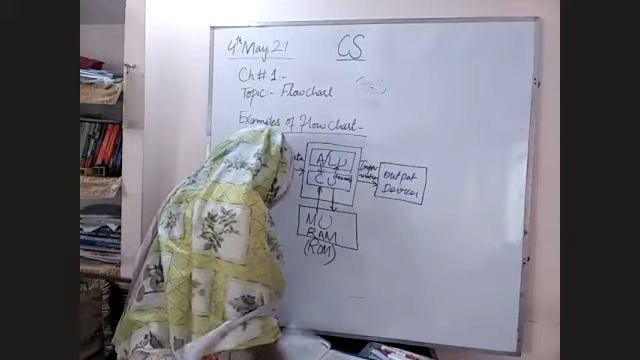 4th May, 21
CS
Ch # 1 :-
Topic:- Flowchart
Examples of Flow Chart:-
ALU
CU
Output
Devices
MU
RAM
(ROM)